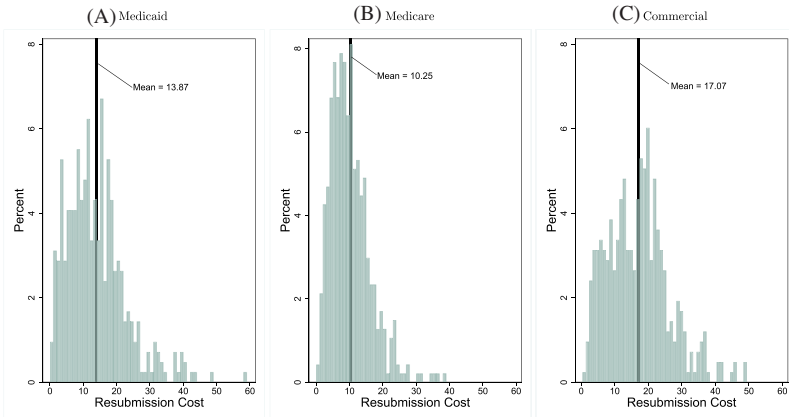 (A) Medicaid
8
6
4
2
0
Percent
Mean = 13.87
0 10 20 30 40 50 60
Resubmission Cost
(B) Medicare
8
6
4
2
0
Percent
Mean = 10.25
0 10 20 30 40 50 60
Resubmission Cost
(C) Commercial
8
6
4
2
0
Percent
Mean = 17.07
0 10 20 30 40 50 60
Resubmission Cost